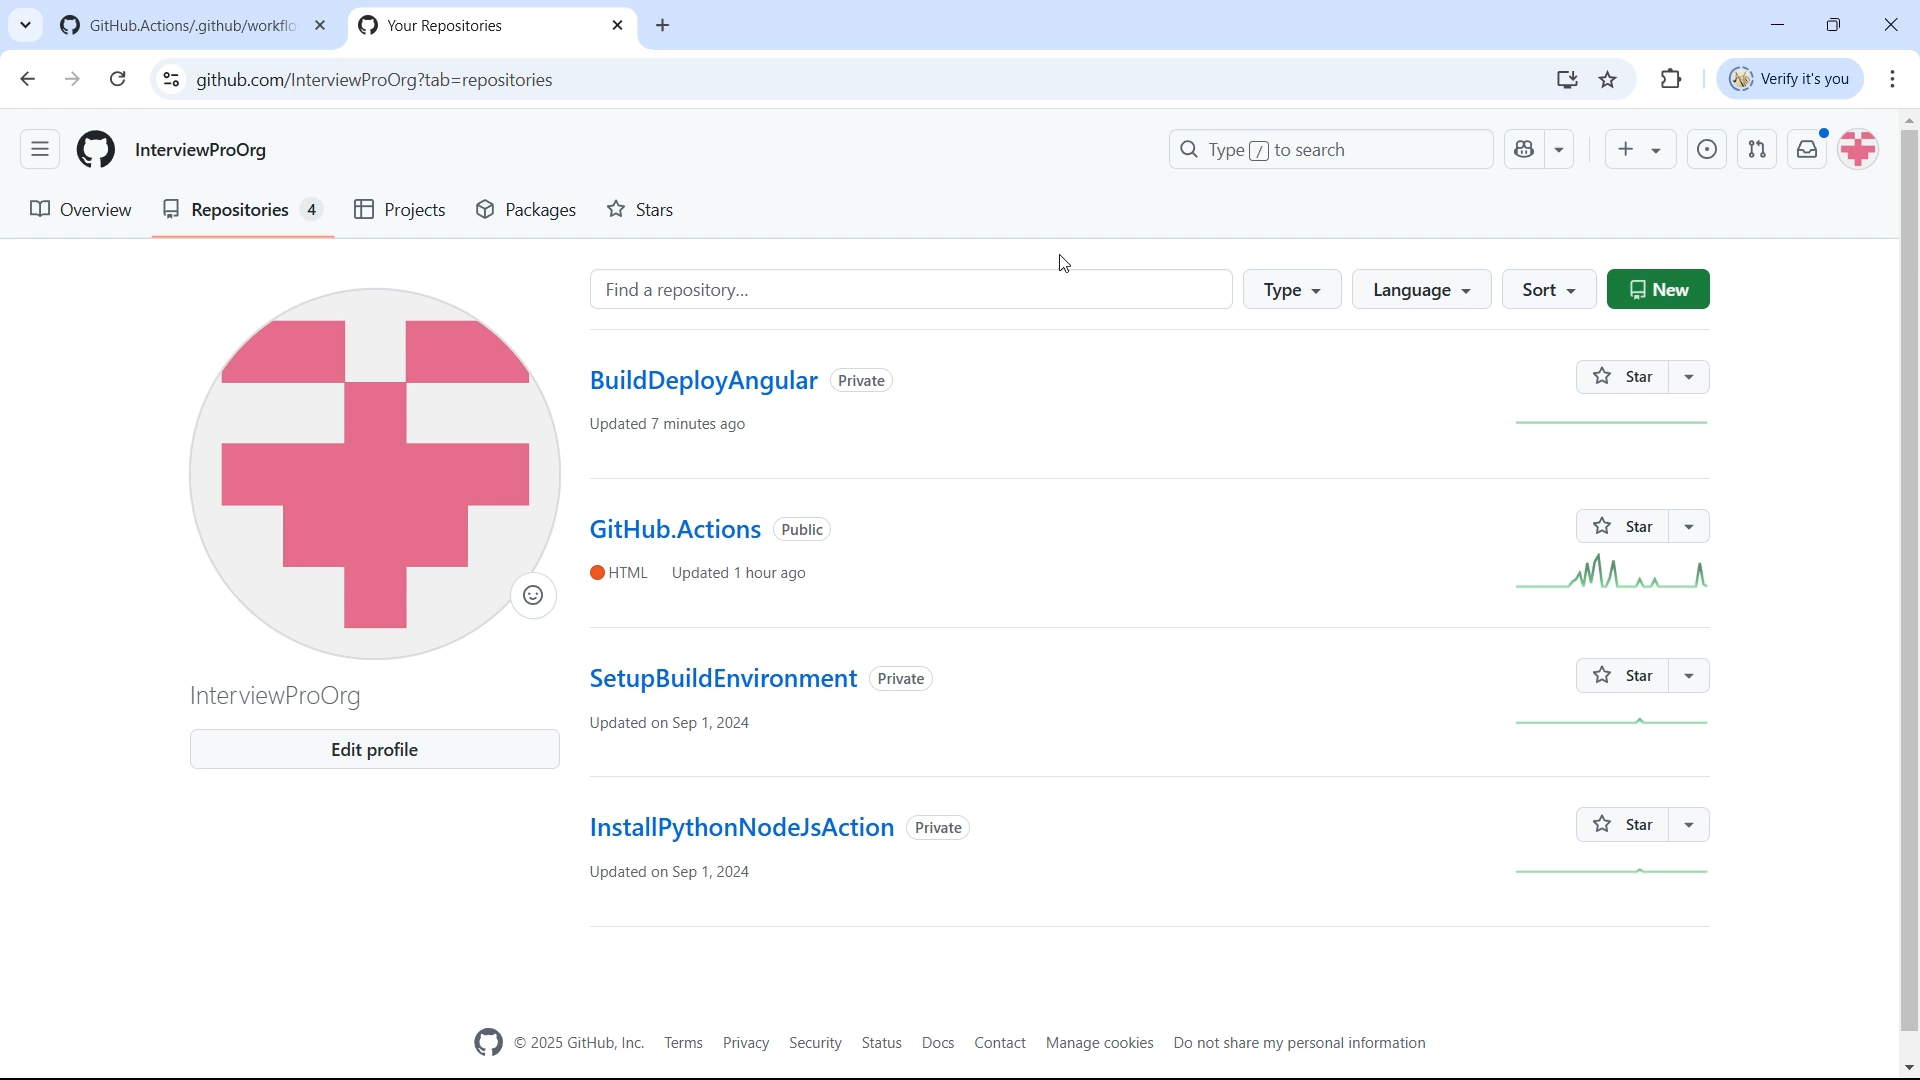 GitHub.Actions/.github/workflo
Your Repositories
github.com/InterviewProOrg?tab=repositories
Verify it's you
InterviewProOrg
Type / to search
Overview
Repositories 4
Projects
Packages
Stars
Find a repository...
Type
Language
Sort
New
BuildDeployAngular Private
Star
Updated 7 minutes ago
GitHub.Actions Public
Star
HTML Updated 1 hour ago
SetupBuildEnvironment Private
Star
Updated on Sep 1, 2024
InterviewProOrg
Edit profile
InstallPythonNodeJsAction Private
Star
Updated on Sep 1, 2024
© 2025 GitHub, Inc. Terms Privacy Security Status Docs Contact Manage cookies Do not share my personal information